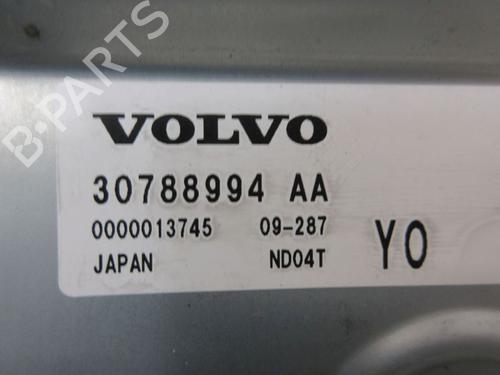 B-PARTS
VOLVO
30788994 AA
0000013745 09-287
JAPAN ND04T YO